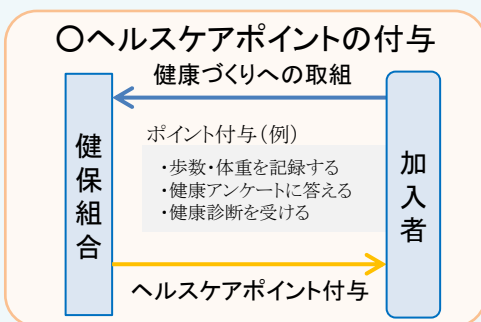 〇ヘルスケアポイントの付与
健康づくりへの取組
健保組合
ポイント付与（例）
・歩数・体重を記録する
・健康アンケートに答える
・健康診断を受ける
加入者
ヘルスケアポイント付与